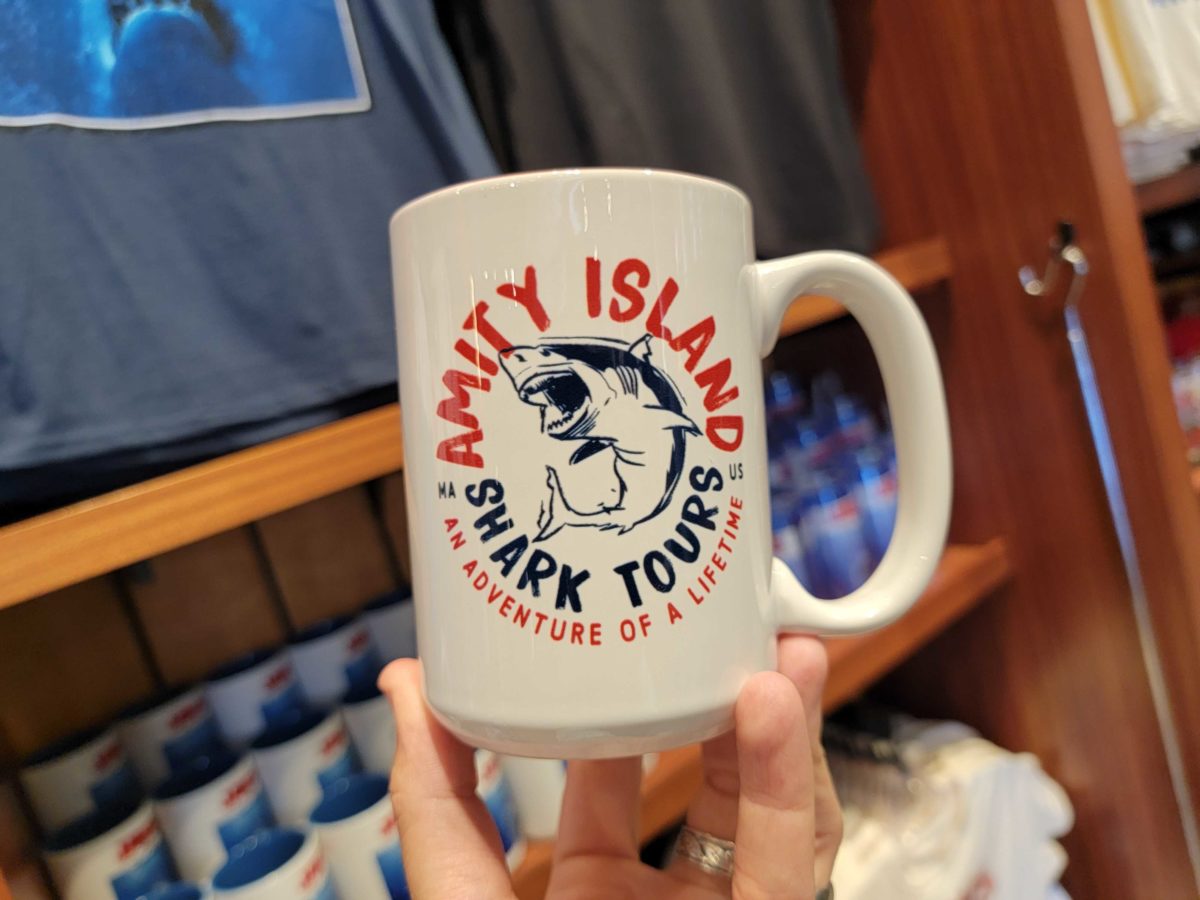 AMITY ISLAND
MA
US
SHARK TOURS
AN ADVENTURE OF A LIFETIME